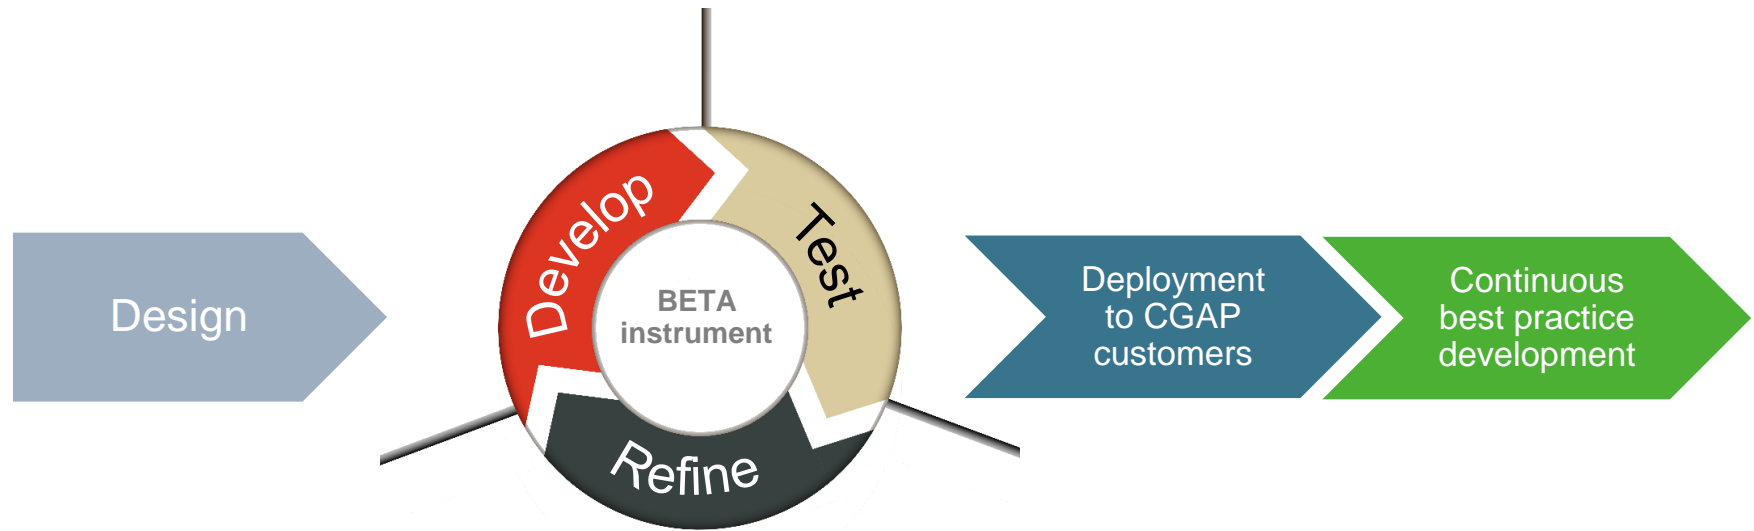 Design
Develop
Test
Refine
BETA
instrument
Deployment
to CGAP
customers
Continuous
best practice
development